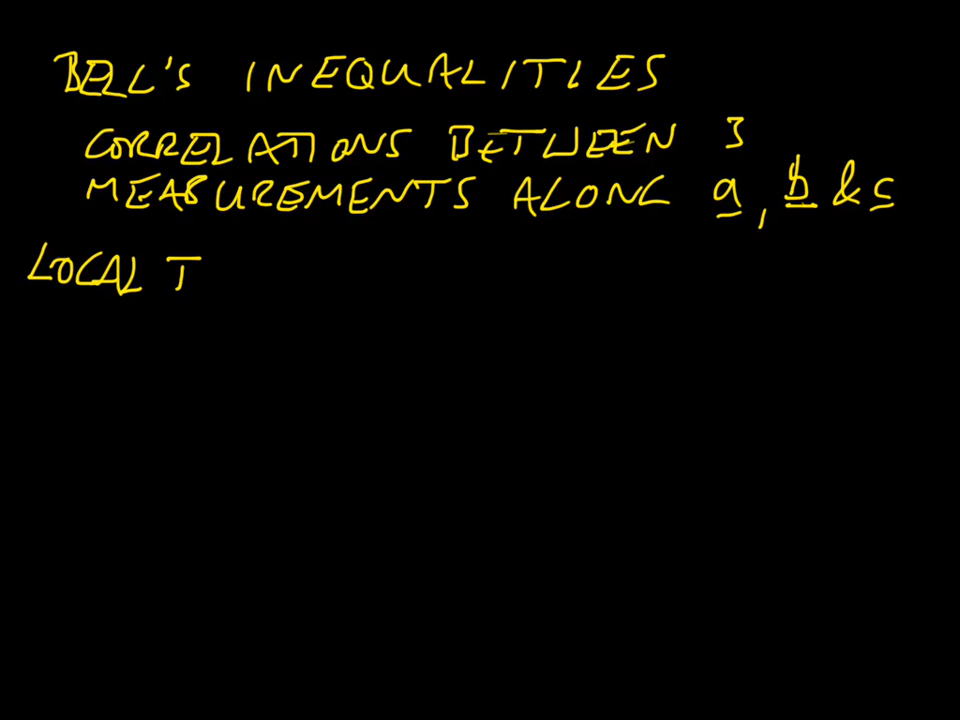 BELL'S INEQUALITIES
CORRELATIONS BETWEEN 3
MEASUREMENTS ALONG a, b & c
LOCAL T